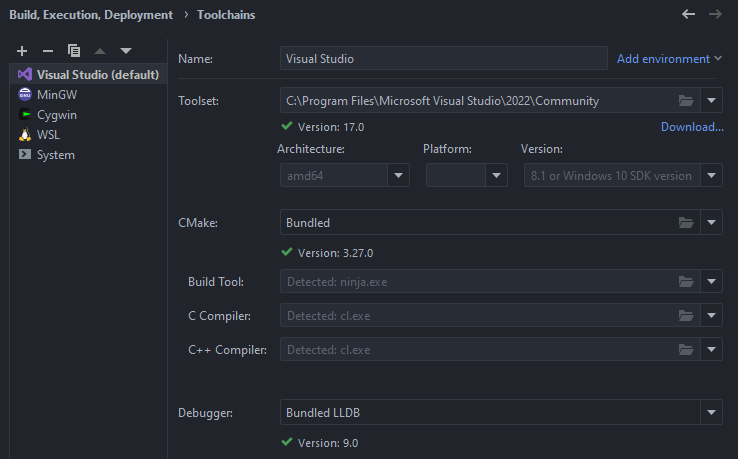 Build, Execution, Deployment › Toolchains
Visual Studio (default)
MinGW
Cygwin
WSL
System
Name: Visual Studio Add environment
Toolset: C:\Program Files\Microsoft Visual Studio\2022\Community
Version: 17.0 Download...
Architecture: Platform: Version:
amd64 8.1 or Windows 10 SDK version
CMake: Bundled
Version: 3.27.0
Build Tool: Detected: ninja.exe
C Compiler: Detected: cl.exe
C++ Compiler: Detected: cl.exe
Debugger: Bundled LLDB
Version: 9.0